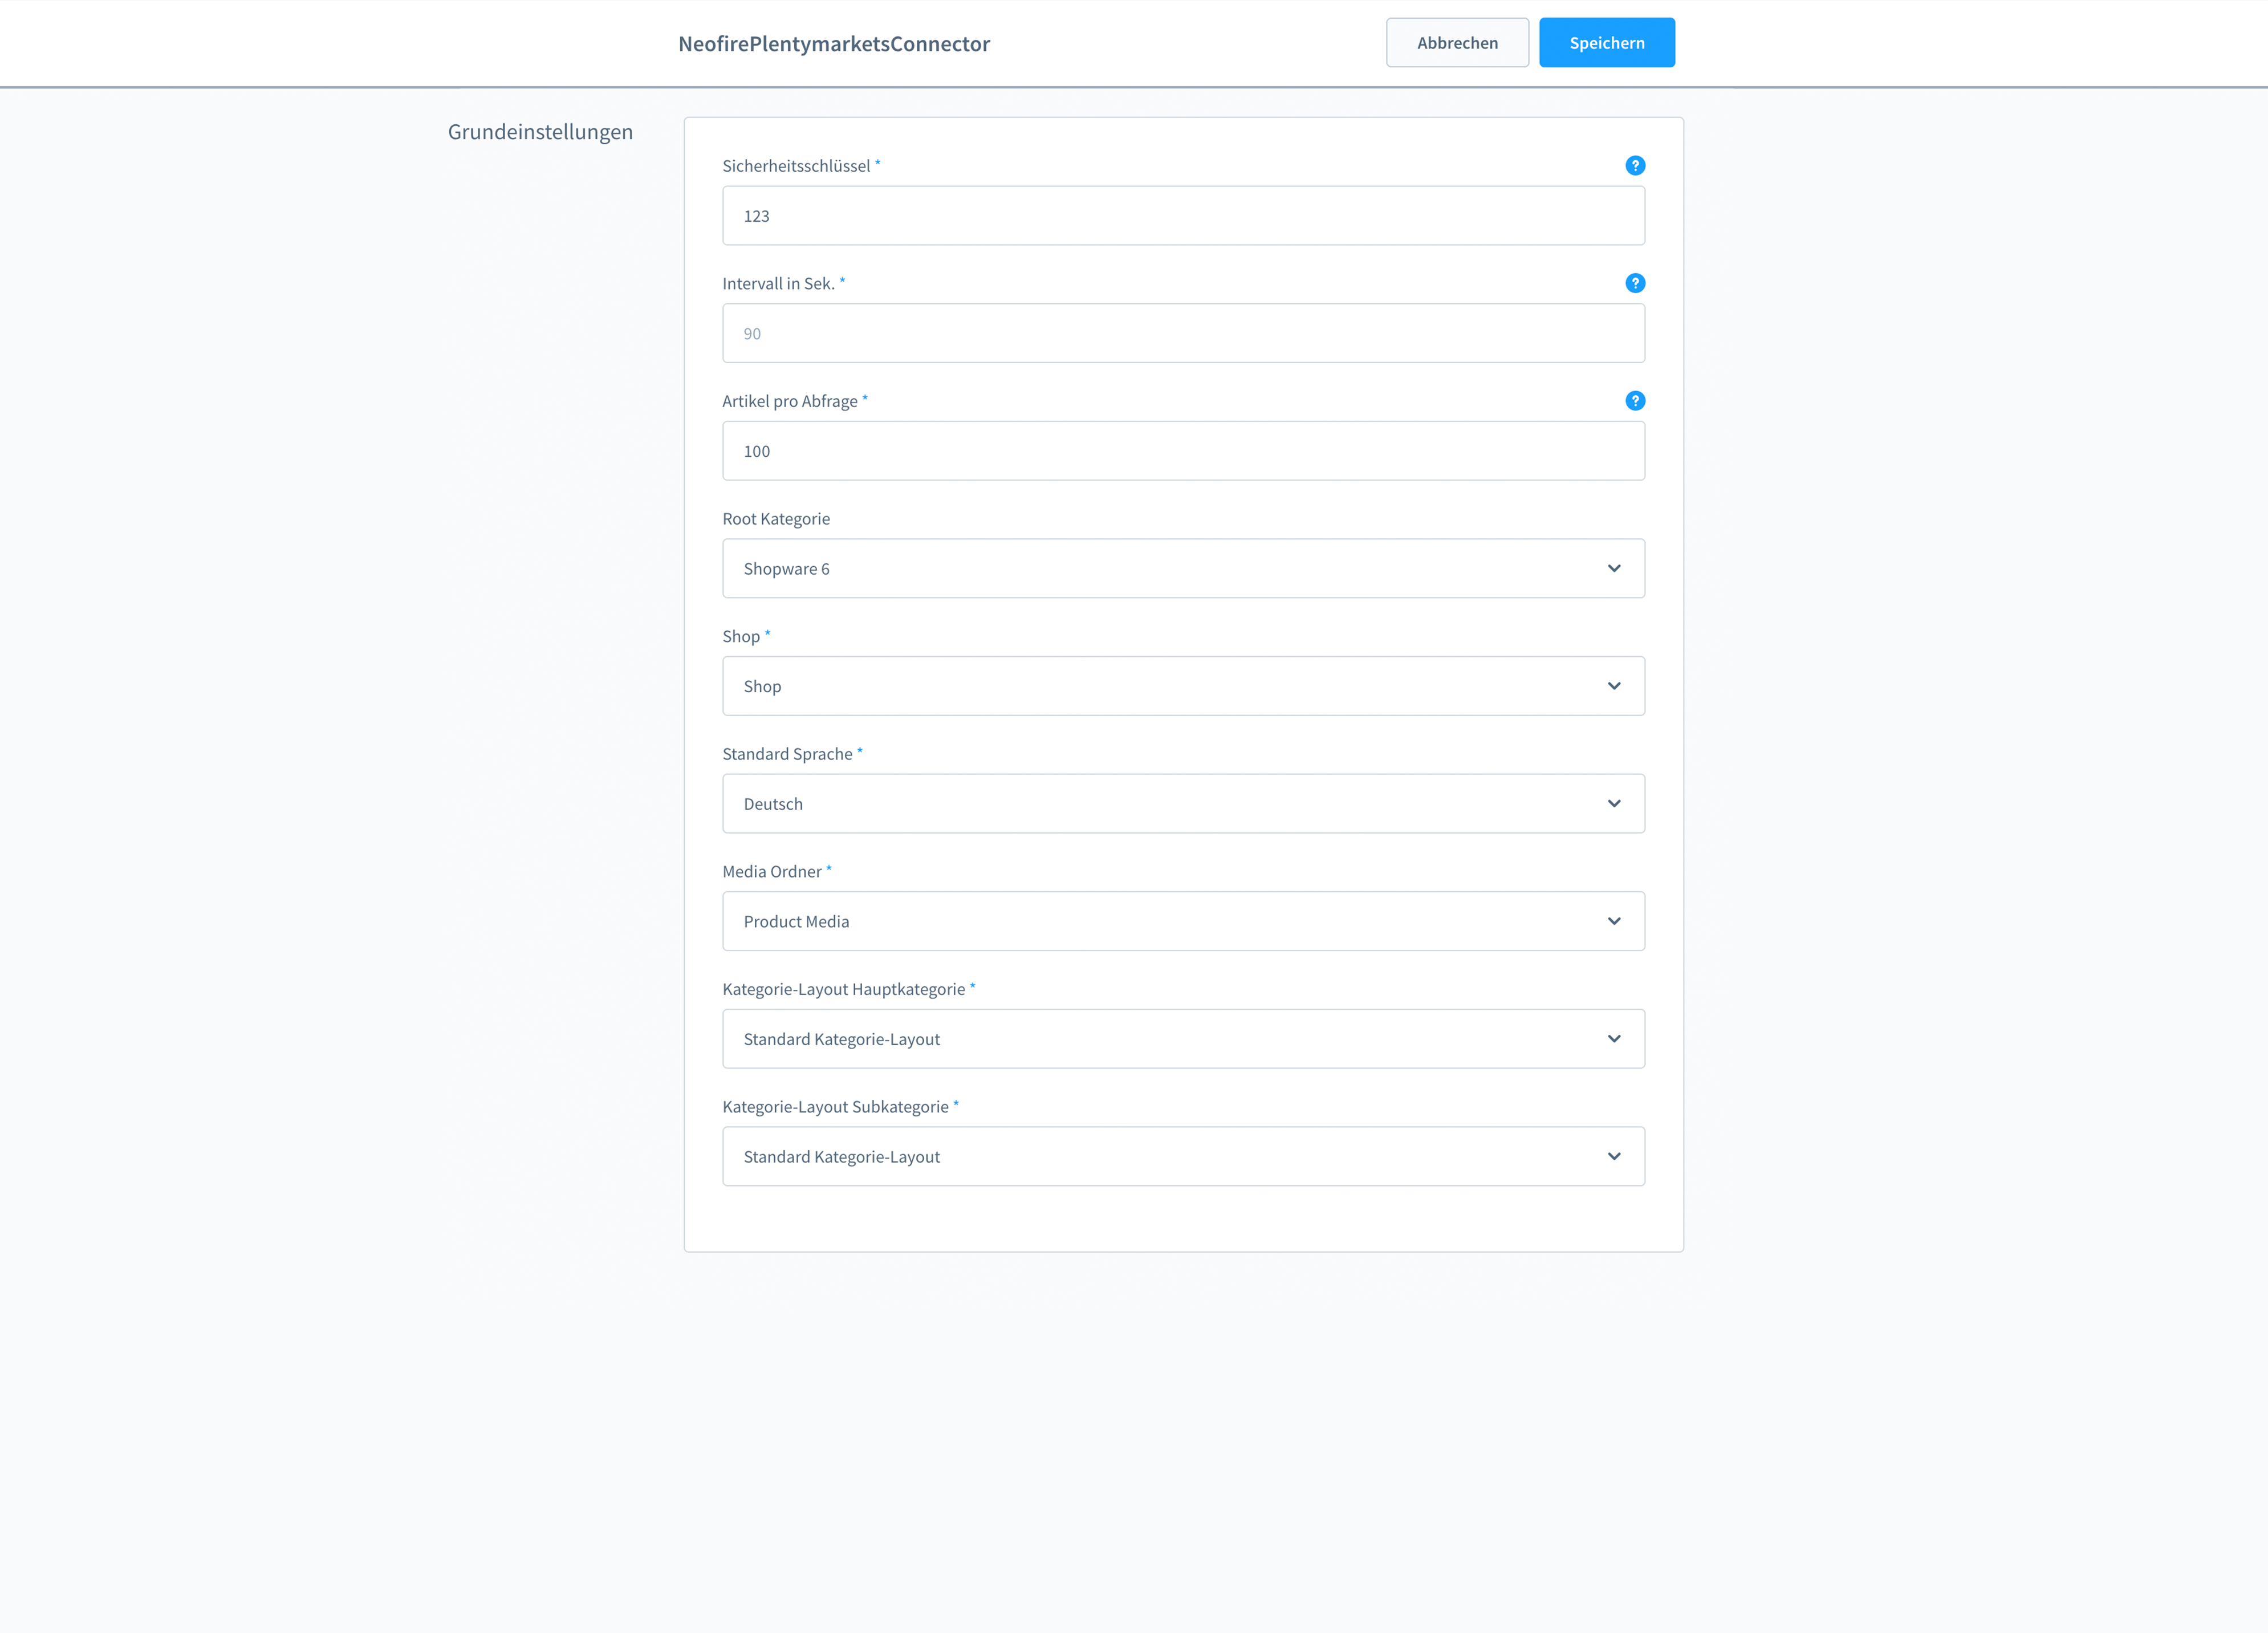 NeofirePlentymarketsConnector
Abbrechen
Speichern
Grundeinstellungen
Sicherheitsschlüssel *
?
123
Intervall in Sek. *
?
90
Artikel pro Abfrage *
?
100
Root Kategorie
Shopware 6
Shop *
Shop
Standard Sprache *
Deutsch
Media Ordner *
Product Media
Kategorie-Layout Hauptkategorie *
Standard Kategorie-Layout
Kategorie-Layout Subkategorie *
Standard Kategorie-Layout